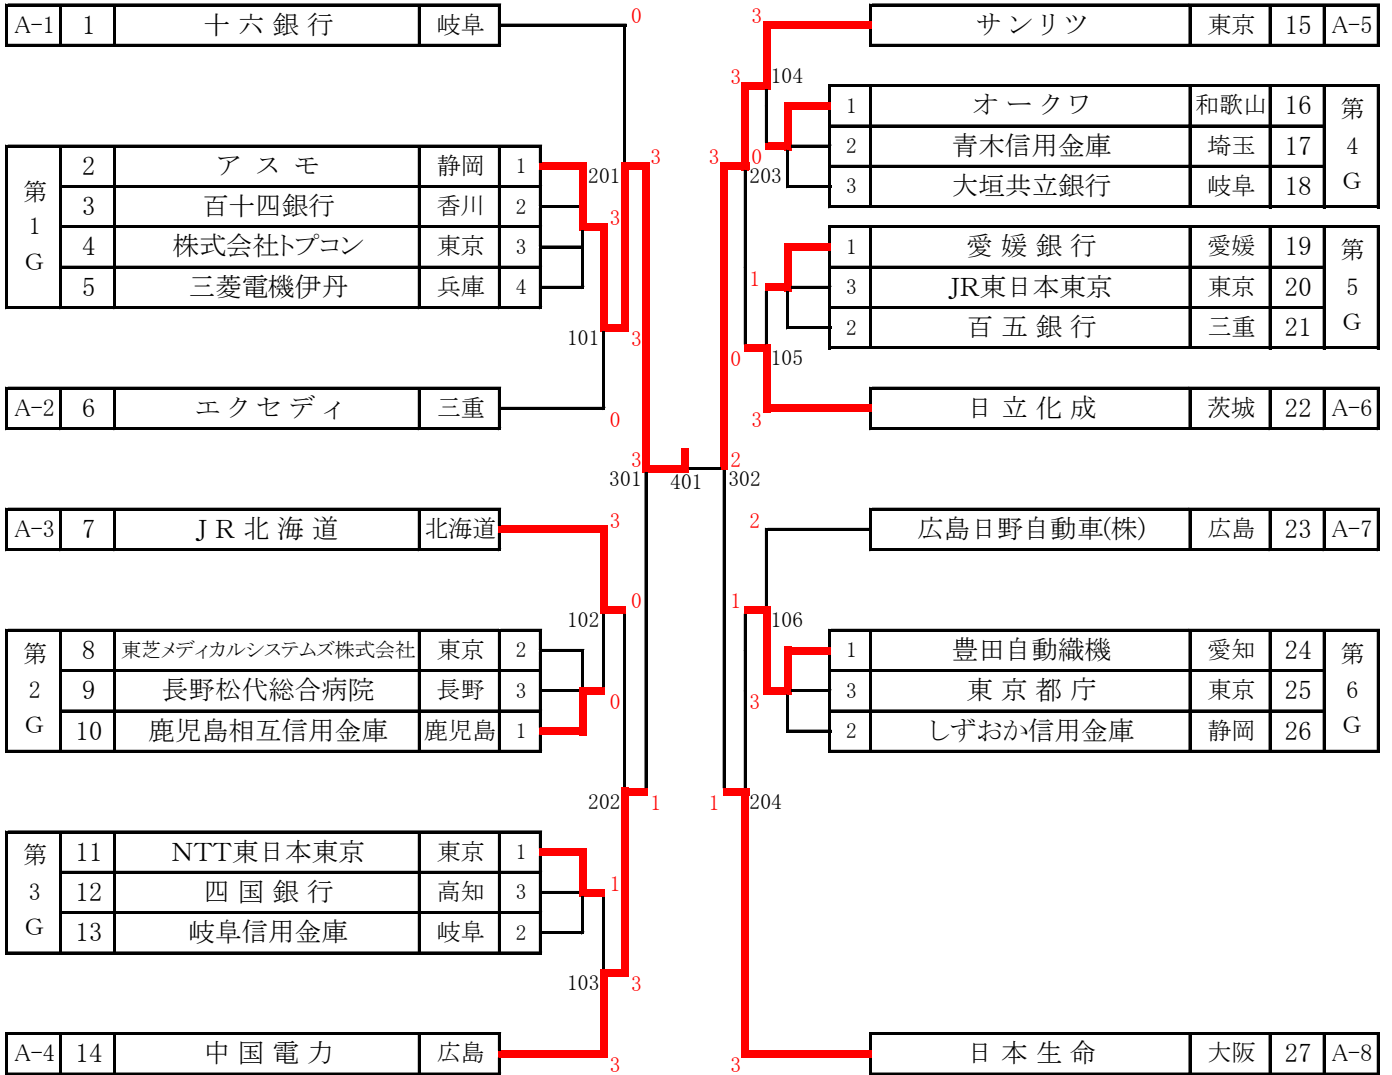 A-1 1 十六銀行 岐阜
0
3
サンリツ 東京 15 A-5
3
104
1 オークワ 和歌山 16
2 青木信用金庫 埼玉 17
3 大垣共立銀行 岐阜 18
第4G
第1G
2 アスモ 静岡 1
3 百十四銀行 香川 2
4 株式会社トプコン 東京 3
5 三菱電機伊丹 兵庫 4
3
201
3
3
0
203
1 愛媛銀行 愛媛 19
3 JR東日本東京 東京 20
2 百五銀行 三重 21
第5G
1
101
3
0
105
A-2 6 エクセディ 三重
0
3
日立化成 茨城 22 A-6
3
301
401
2
302
A-3 7 JR北海道 北海道
3
2
広島日野自動車(株) 広島 23 A-7
102
0
1
106
第2G
8 東芝メディカルシステムズ株式会社 東京 2
9 長野松代総合病院 長野 3
10 鹿児島相互信用金庫 鹿児島 1
0
3
1 豊田自動織機 愛知 24
3 東京都庁 東京 25
2 しずおか信用金庫 静岡 26
第6G
202
1
1
204
第3G
11 NTT東日本東京 東京 1
12 四国銀行 高知 3
13 岐阜信用金庫 岐阜 2
1
103
3
A-4 14 中国電力 広島
3
3
日本生命 大阪 27 A-8